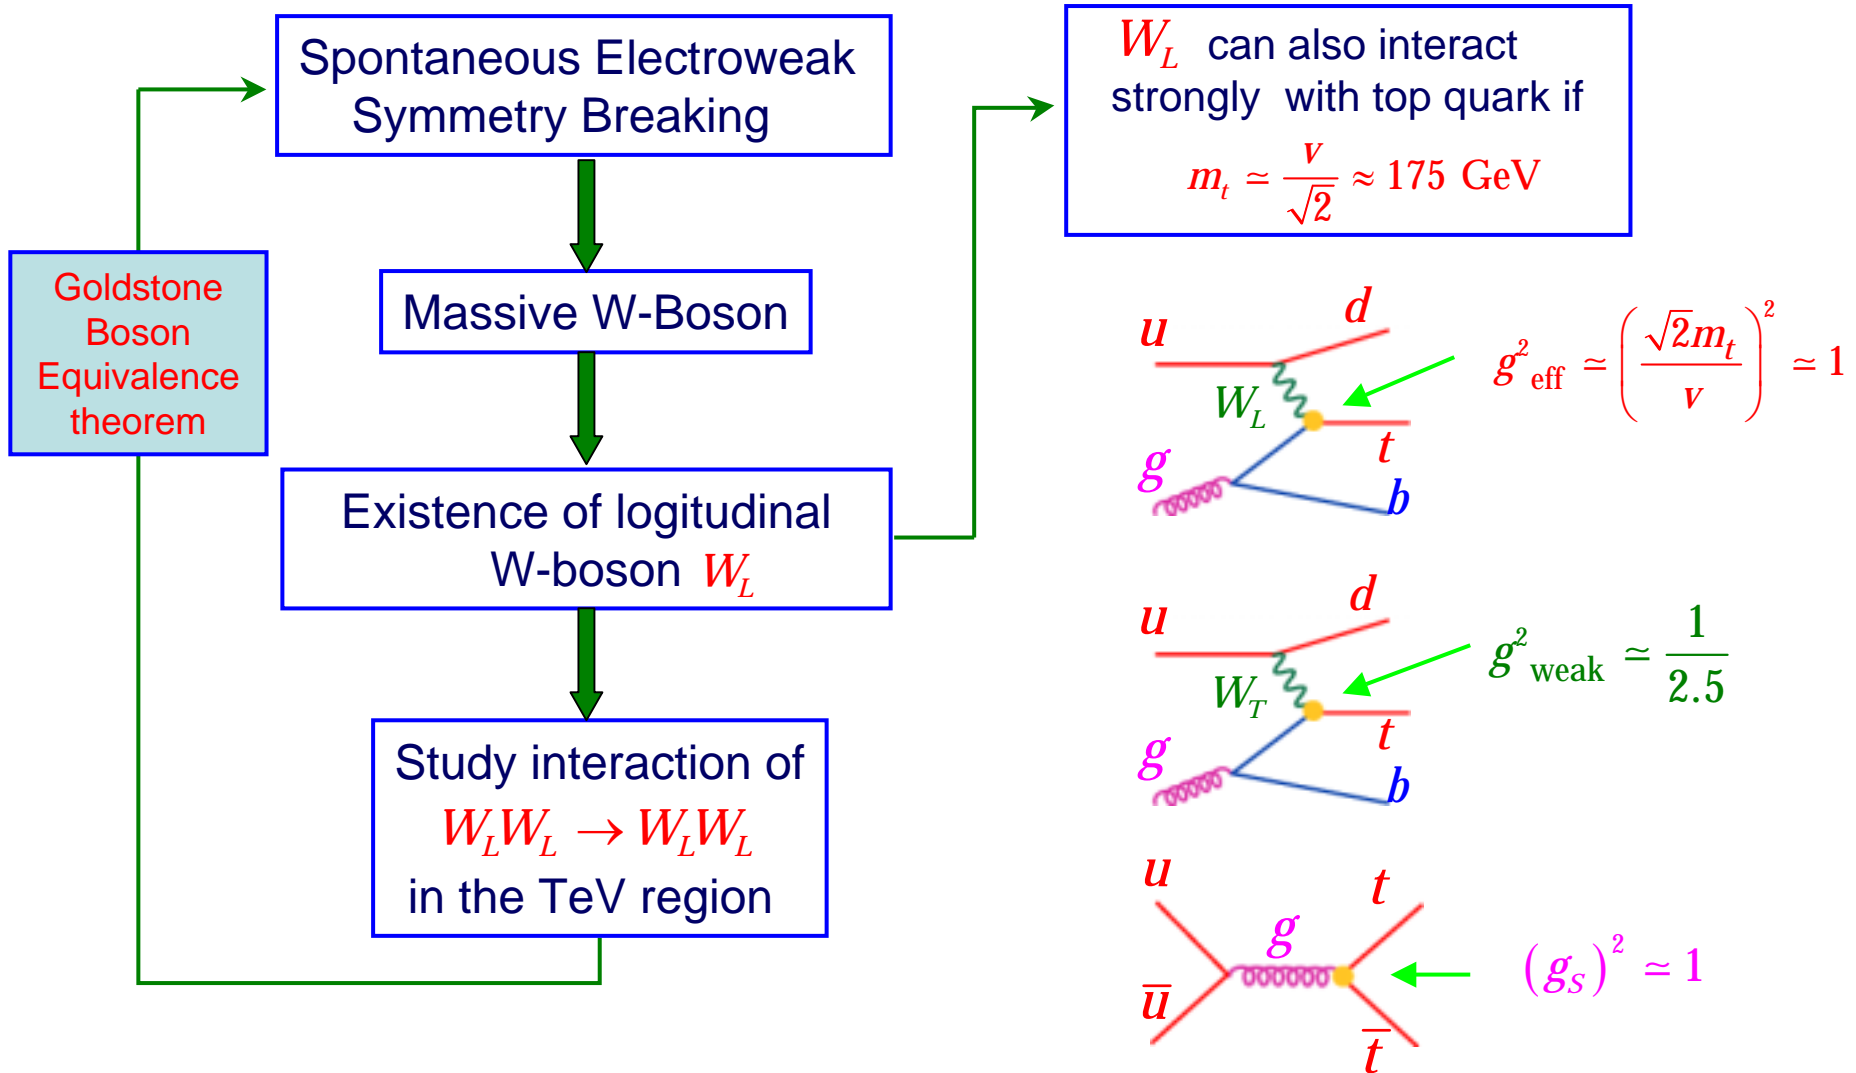 Spontaneous Electroweak
Symmetry Breaking
Massive W-Boson
Existence of logitudinal
W-boson W_L
Study interaction of
W_L W_L → W_L W_L
in the TeV region
Goldstone
Boson
Equivalence
theorem
W_L can also interact
strongly with top quark if
m_t ≃ v/√2 ≈ 175 GeV
u
d
W_L
t
g
b
g²_eff ≃ (√2m_t/v)² ≃ 1
u
d
W_T
t
g
b
g²_weak ≃ 1/2.5
u
t
g
u̅
t̅
(g_S)² ≃ 1